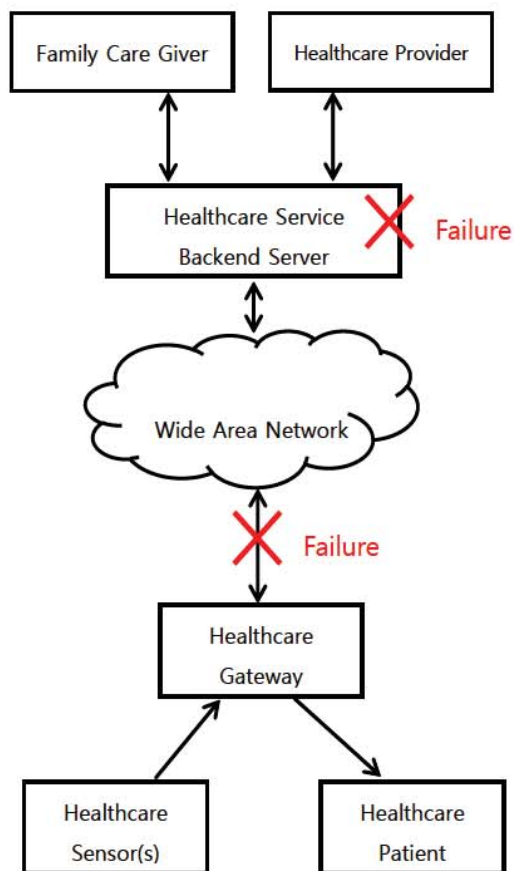 Family Care Giver
Healthcare Provider
Healthcare Service
Backend Server
Failure
Wide Area Network
Failure
Healthcare
Gateway
Healthcare
Sensor(s)
Healthcare
Patient